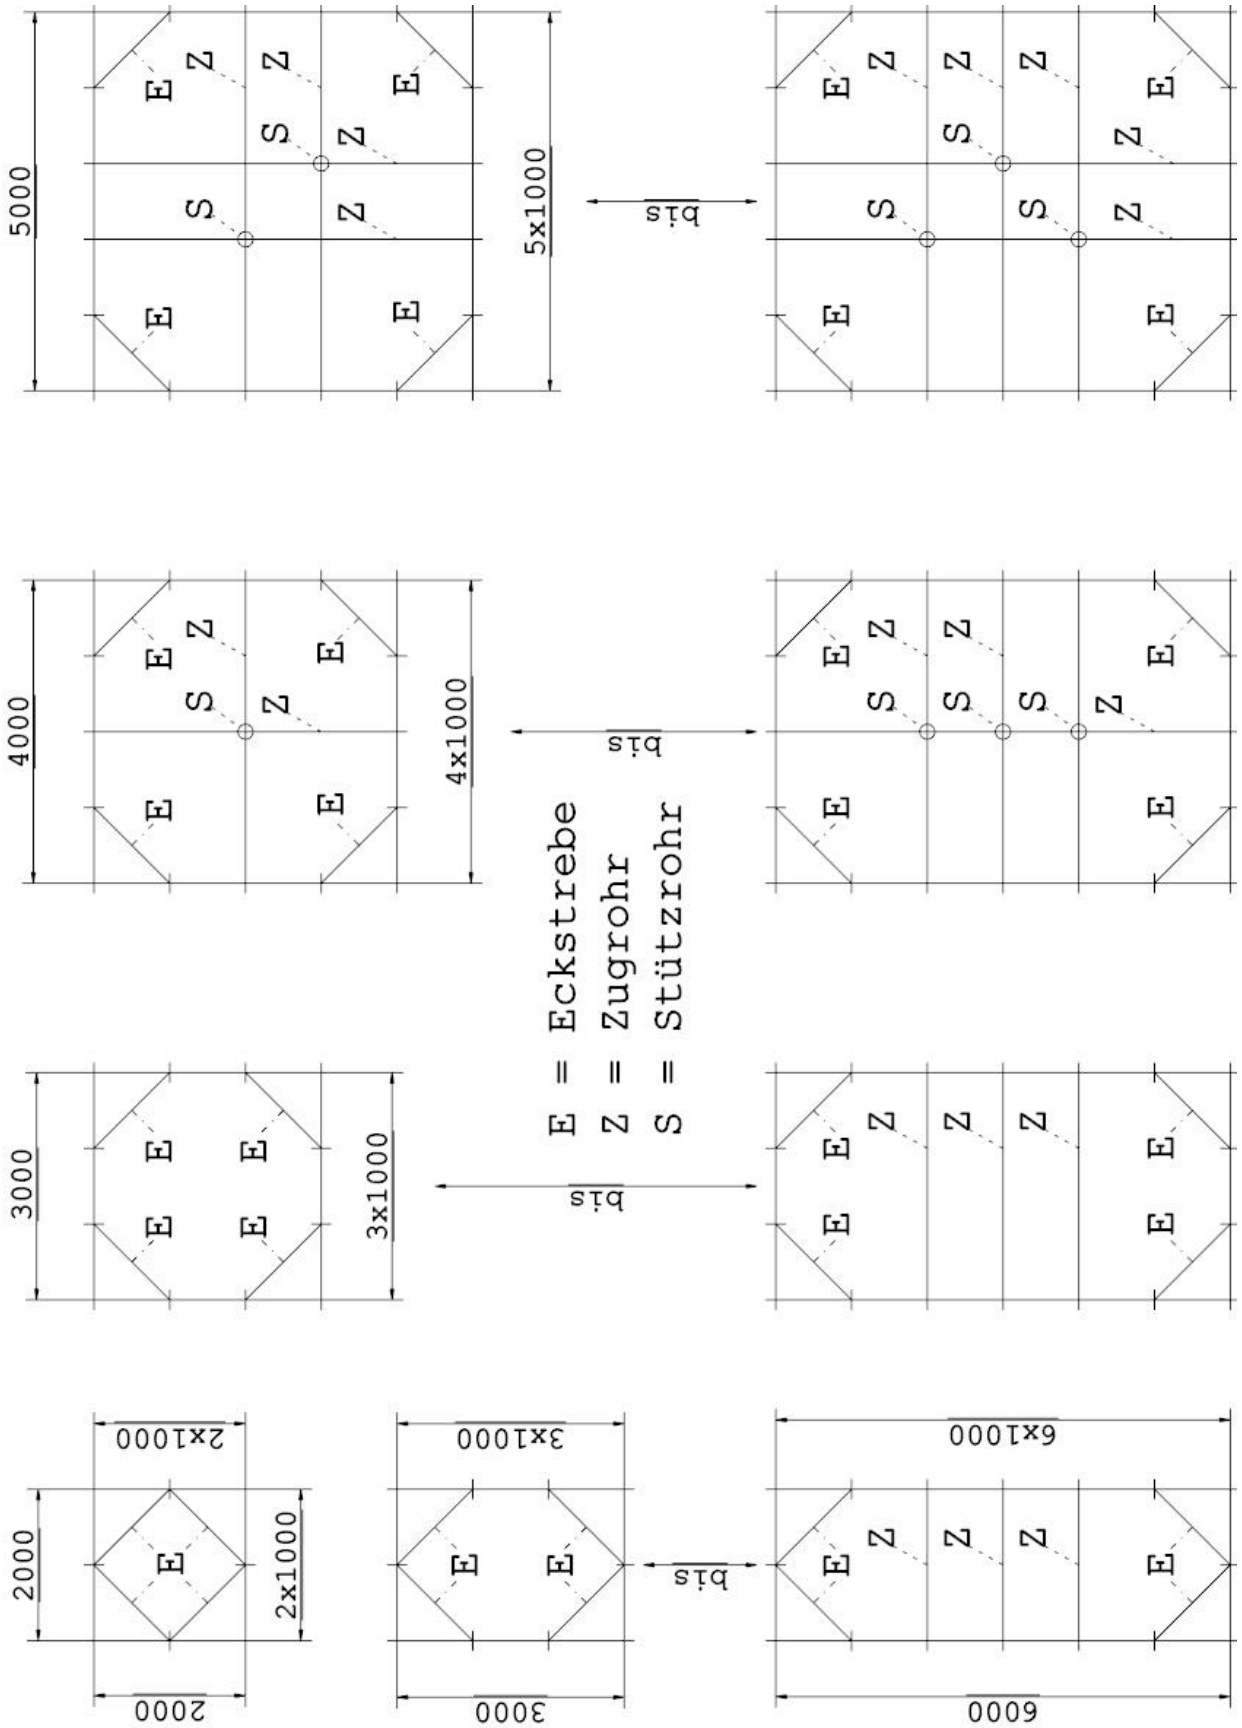 2000
2000
E
2x1000
2x1000
3000
E E
E E
3x1000
4000
E E
S Z
Z
E E
4x1000
5000
E E
S Z
S Z
Z Z
E E
5x1000
3000
E
E
3x1000
bis
bis
E = Eckstrebe
Z = Zugrohr
S = Stützrohr
bis
bis
6000
E
Z
Z
Z
E
6x1000
E E
Z
Z
Z
E E
E E
S Z
S Z
S
Z
E E
E E
S Z
S Z
S Z
Z Z
E E